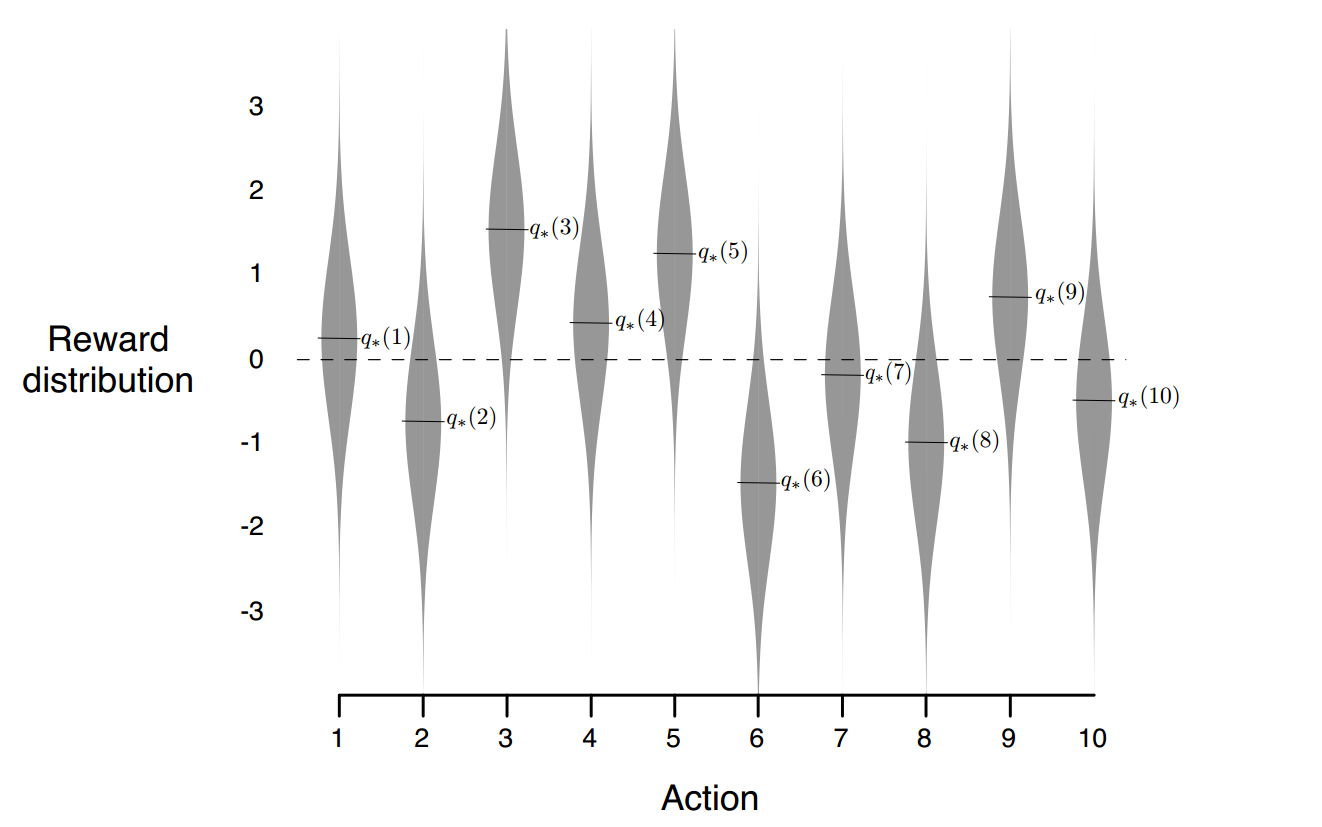 3
2
1
0
-1
-2
-3
Reward
distribution
q∗(1)
q∗(2)
q∗(3)
q∗(4)
q∗(5)
q∗(6)
q∗(7)
q∗(8)
q∗(9)
q∗(10)
1 2 3 4 5 6 7 8 9 10
Action